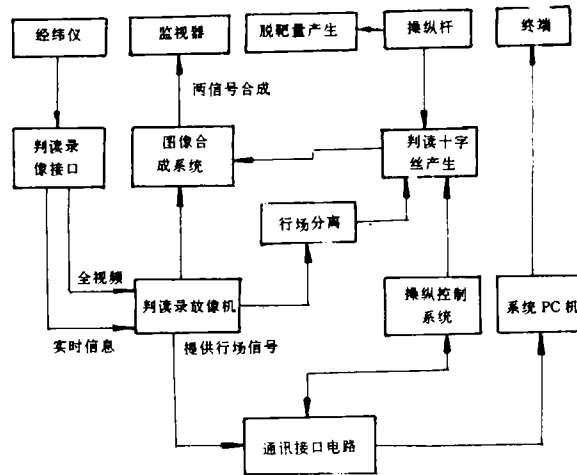 经纬仪
监视器
脱靶量产生
操纵杆
终端
两信号合成
判读录
像接口
图像合
成系统
判读十字
丝产生
行场分离
全视频
判读录放像机
操纵控制
系统
系统 PC 机
实时信息
提供行场信号
通讯接口电路